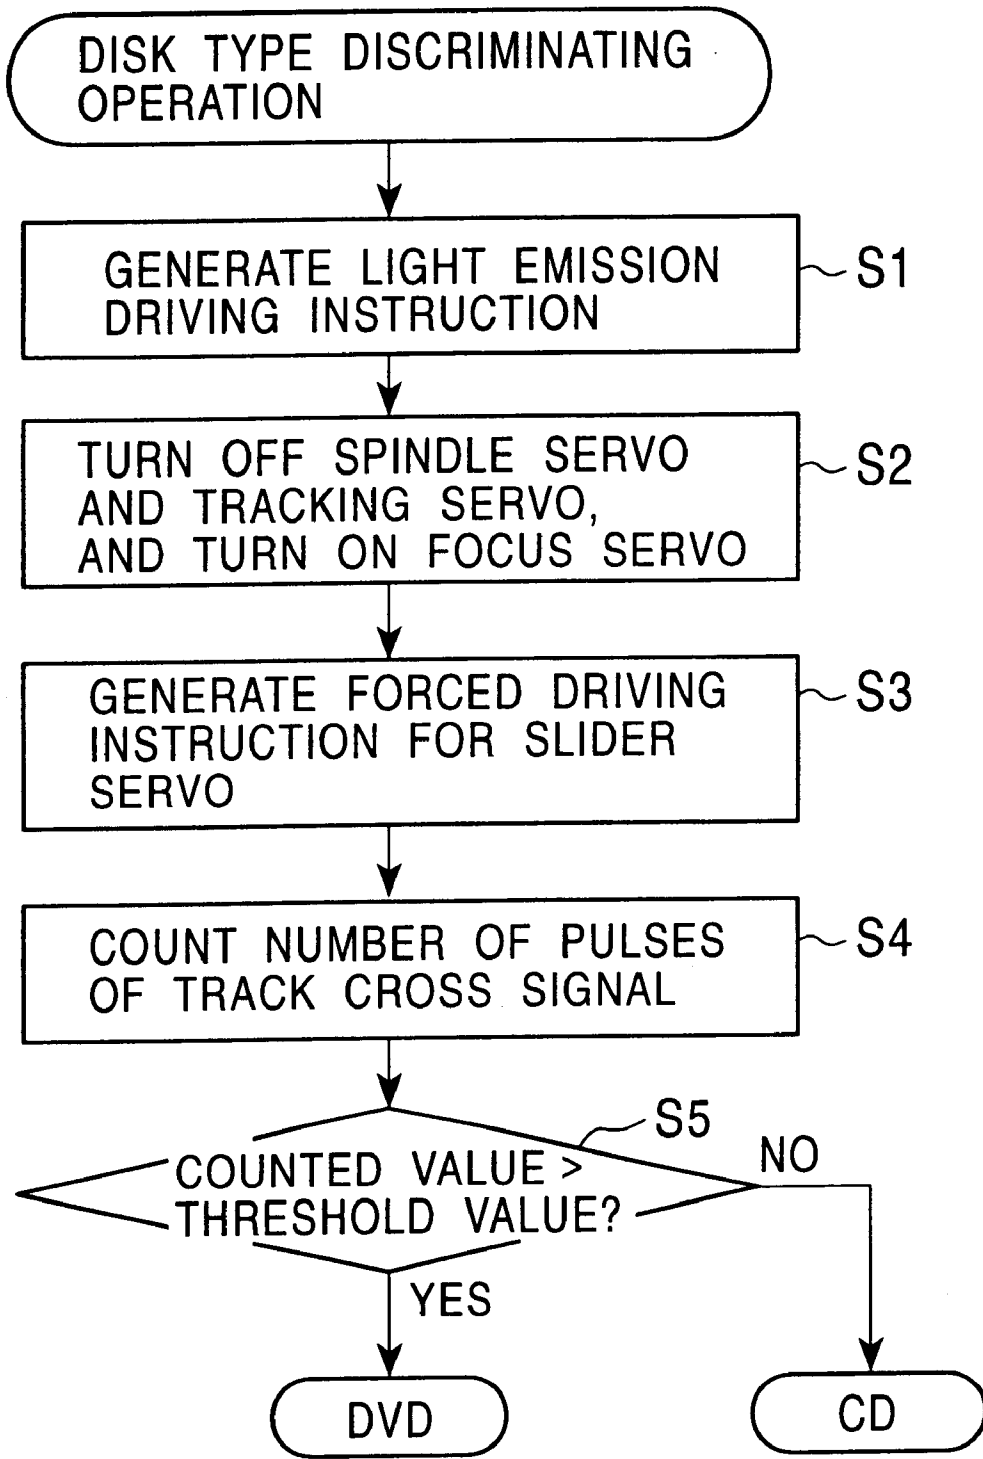 DISK TYPE DISCRIMINATING
OPERATION
GENERATE LIGHT EMISSION
DRIVING INSTRUCTION
S1
TURN OFF SPINDLE SERVO
AND TRACKING SERVO,
AND TURN ON FOCUS SERVO
S2
GENERATE FORCED DRIVING
INSTRUCTION FOR SLIDER
SERVO
S3
COUNT NUMBER OF PULSES
OF TRACK CROSS SIGNAL
S4
S5
COUNTED VALUE >
THRESHOLD VALUE?
NO
YES
DVD
CD